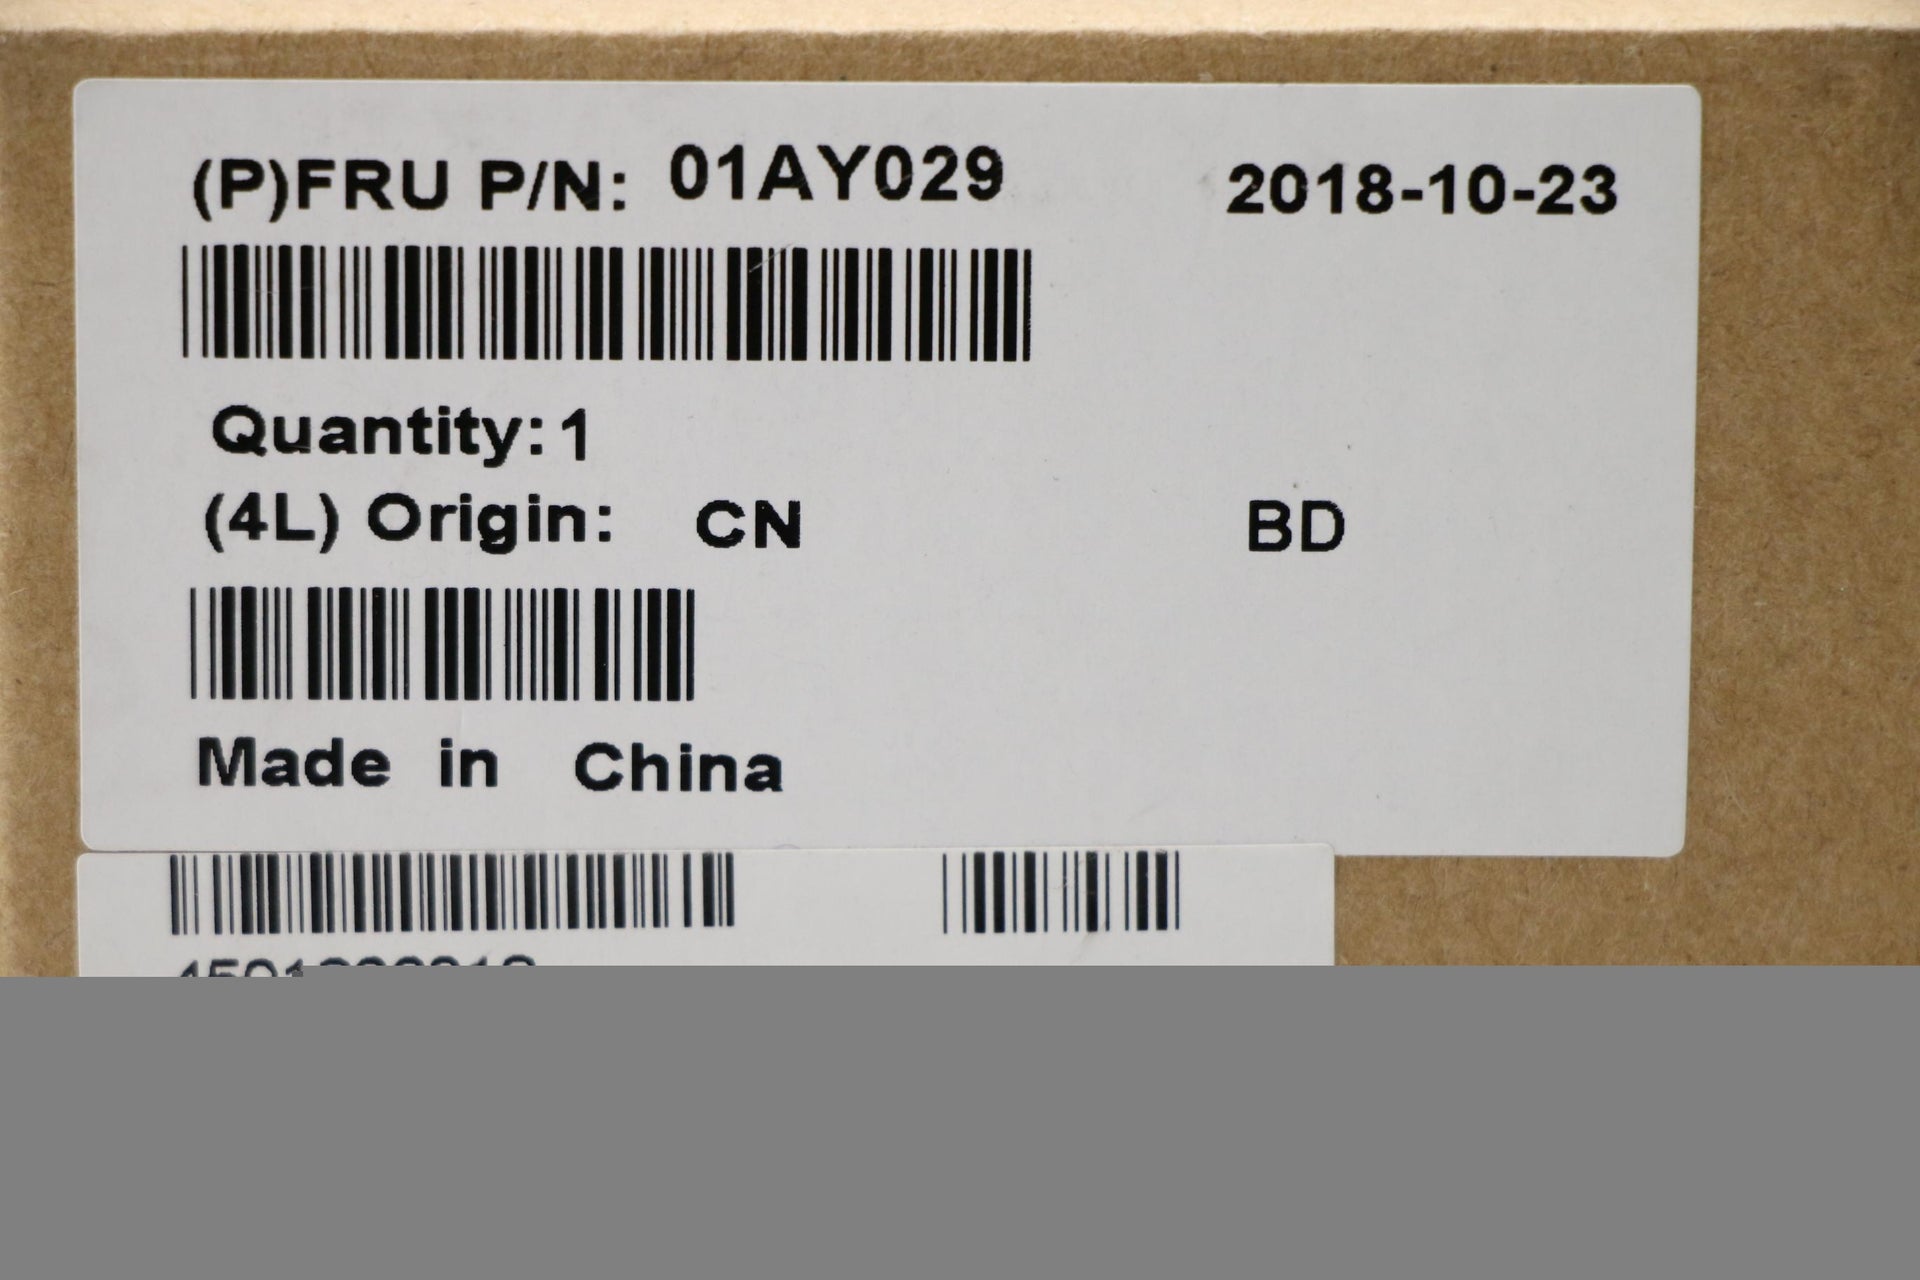 (P)FRU P/N: 01AY029 2018-10-23
Quantity: 1
(4L) Origin: CN BD
Made in China